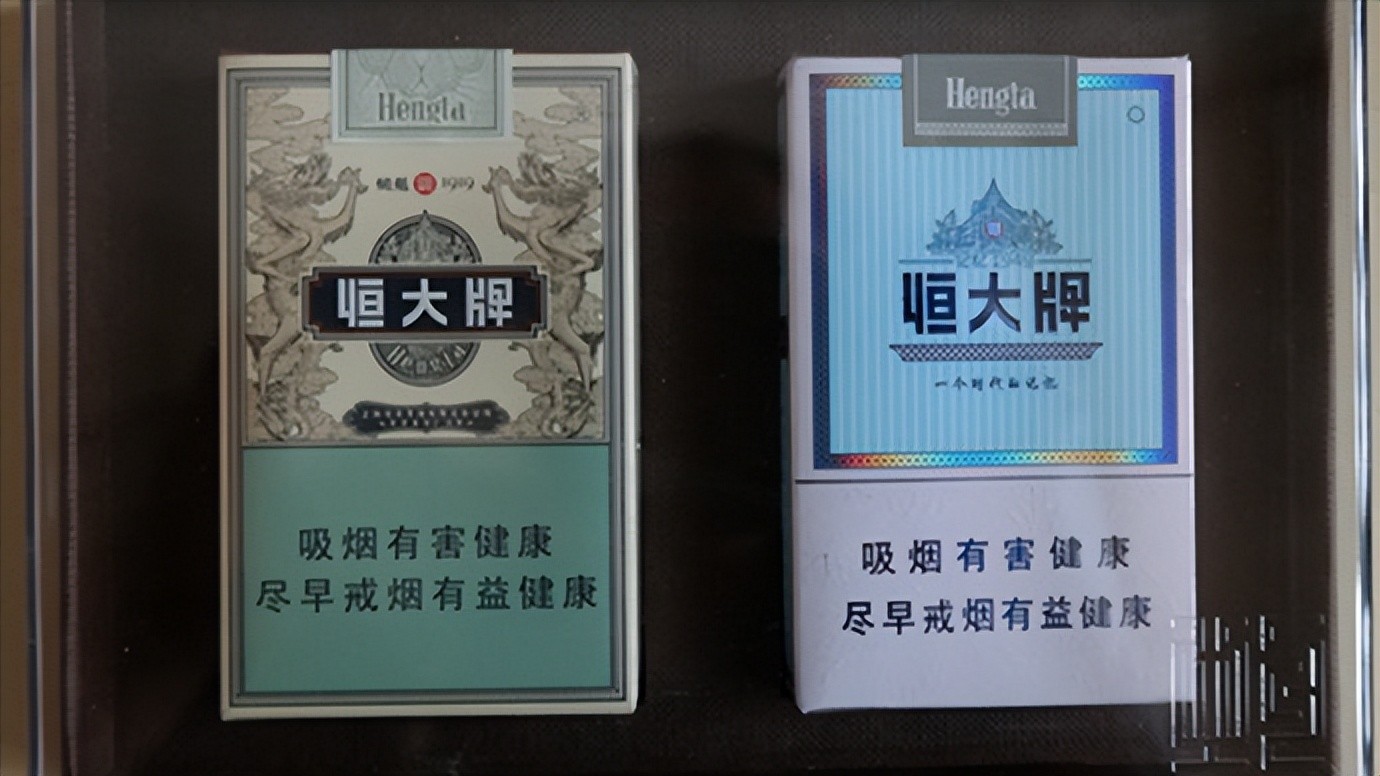 Hengta
1919
恒大牌
Hengta
吸烟有害健康
尽早戒烟有益健康
Hengta
恒大牌
一个时代的记忆
吸烟有害健康
尽早戒烟有益健康